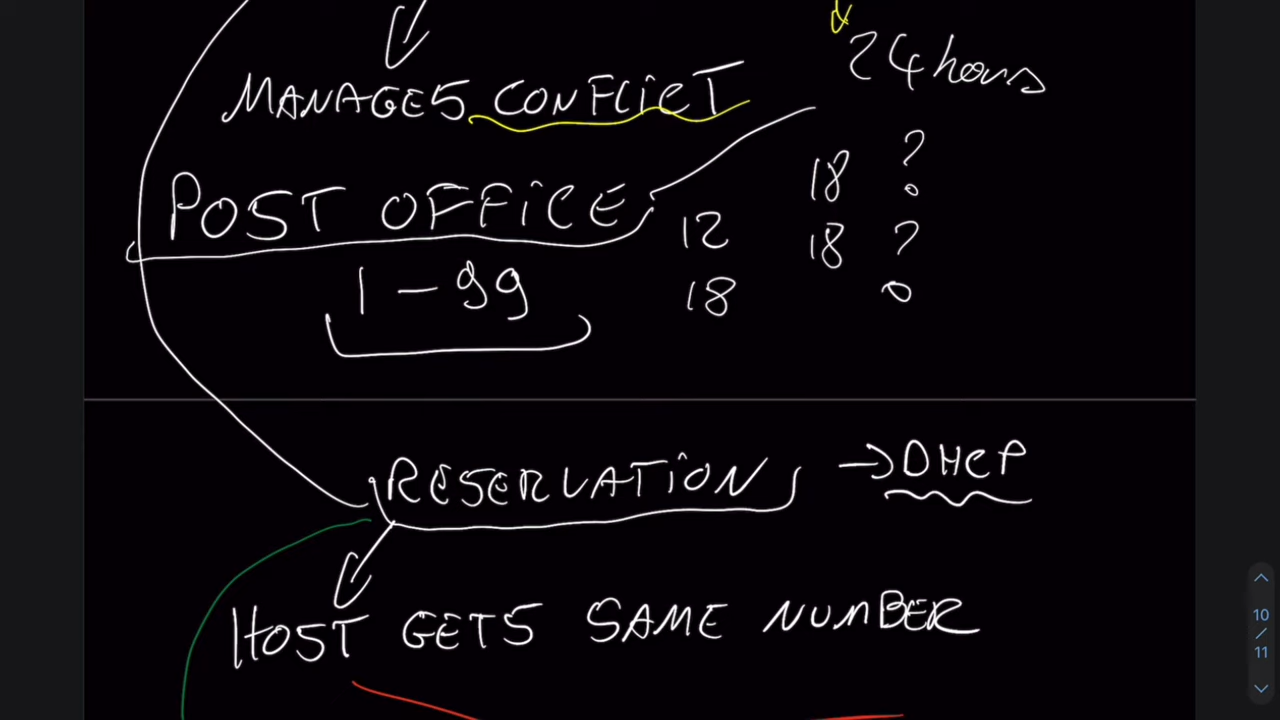 24 hours
MANAGES CONFLICT
18 ?
POST OFFICE
12 18 ?
1 - 99 18
RESERVATION → DHCP
HOST GETS SAME NUMBER
10
/
11